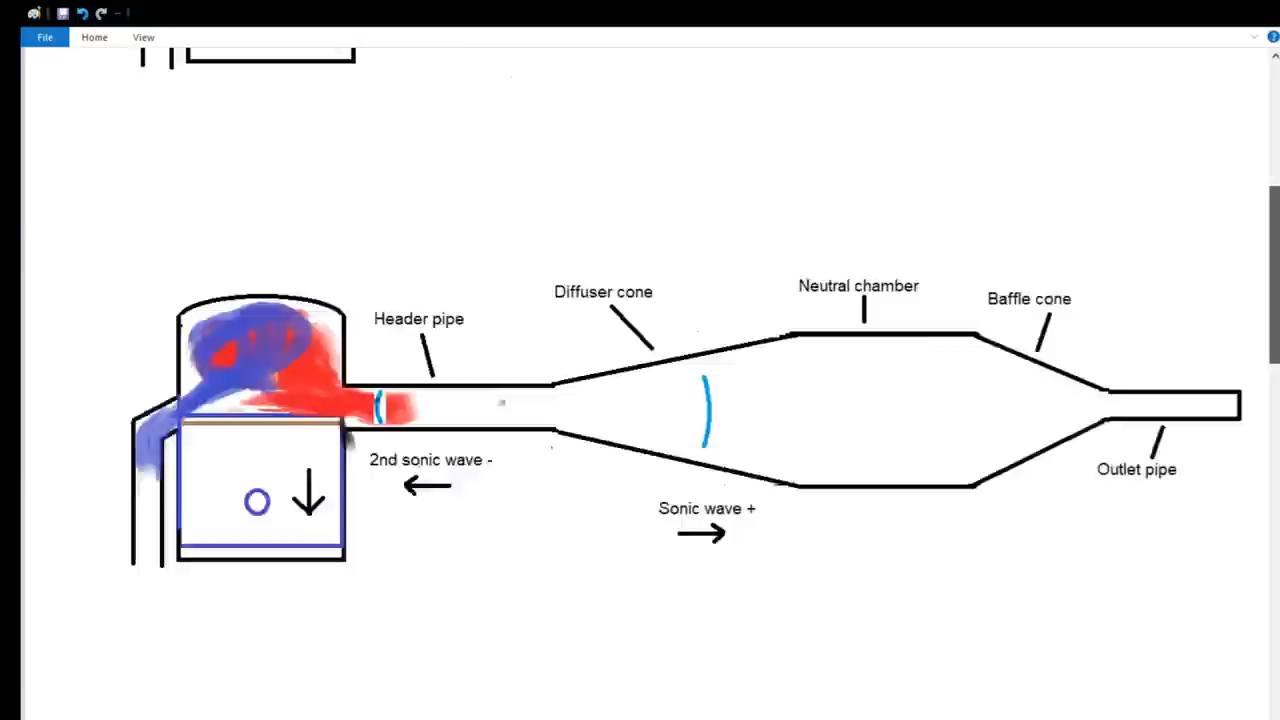 File Home View
Neutral chamber
Diffuser cone
Baffle cone
Header pipe
2nd sonic wave -
Outlet pipe
Sonic wave +